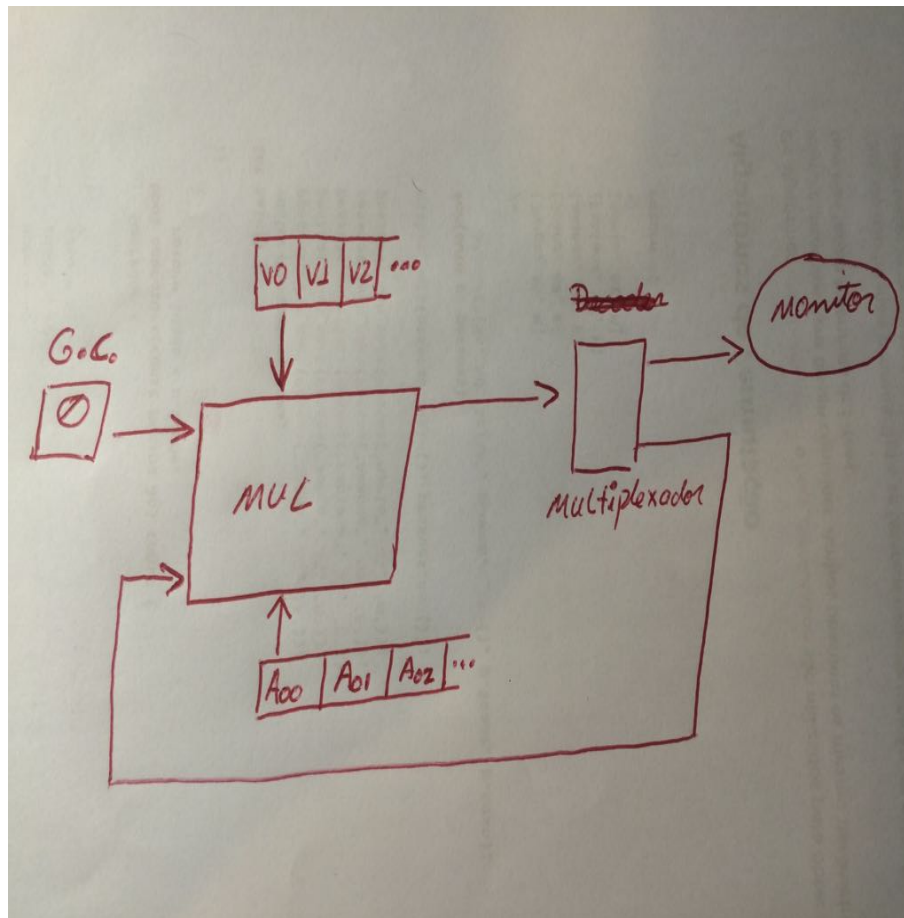 V0 V1 V2 ...
Monitor
G.C.
MUL
Multiplexador
A00 A01 A02 ...